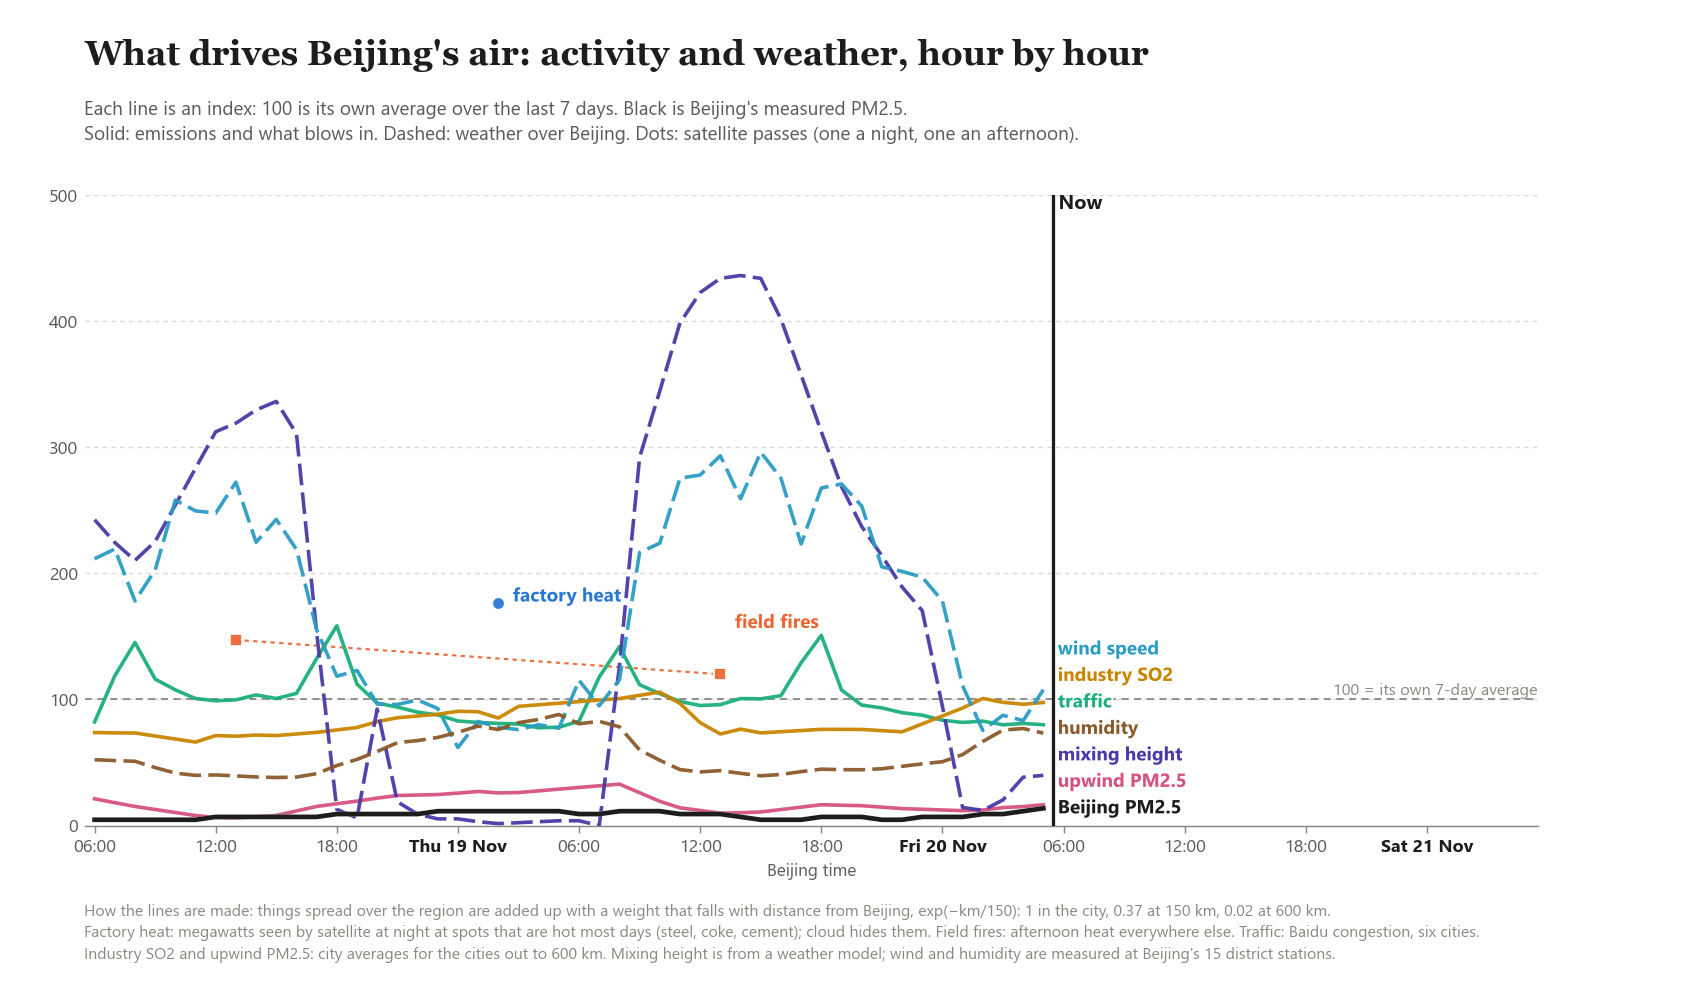 What drives Beijing's air: activity and weather, hour by hour
Each line is an index: 100 is its own average over the last 7 days. Black is Beijing's measured PM2.5.
Solid: emissions and what blows in. Dashed: weather over Beijing. Dots: satellite passes (one a night, one an afternoon).
500
Now
400
300
200
factory heat
field fires
wind speed
industry SO2
100 = its own 7-day average
100
traffic
humidity
mixing height
upwind PM2.5
Beijing PM2.5
0
06:00 12:00 18:00 Thu 19 Nov 06:00 12:00 18:00 Fri 20 Nov 06:00 12:00 18:00 Sat 21 Nov
Beijing time
How the lines are made: things spread over the region are added up with a weight that falls with distance from Beijing, exp(−km/150): 1 in the city, 0.37 at 150 km, 0.02 at 600 km.
Factory heat: megawatts seen by satellite at night at spots that are hot most days (steel, coke, cement); cloud hides them. Field fires: afternoon heat everywhere else. Traffic: Baidu congestion, six cities.
Industry SO2 and upwind PM2.5: city averages for the cities out to 600 km. Mixing height is from a weather model; wind and humidity are measured at Beijing's 15 district stations.